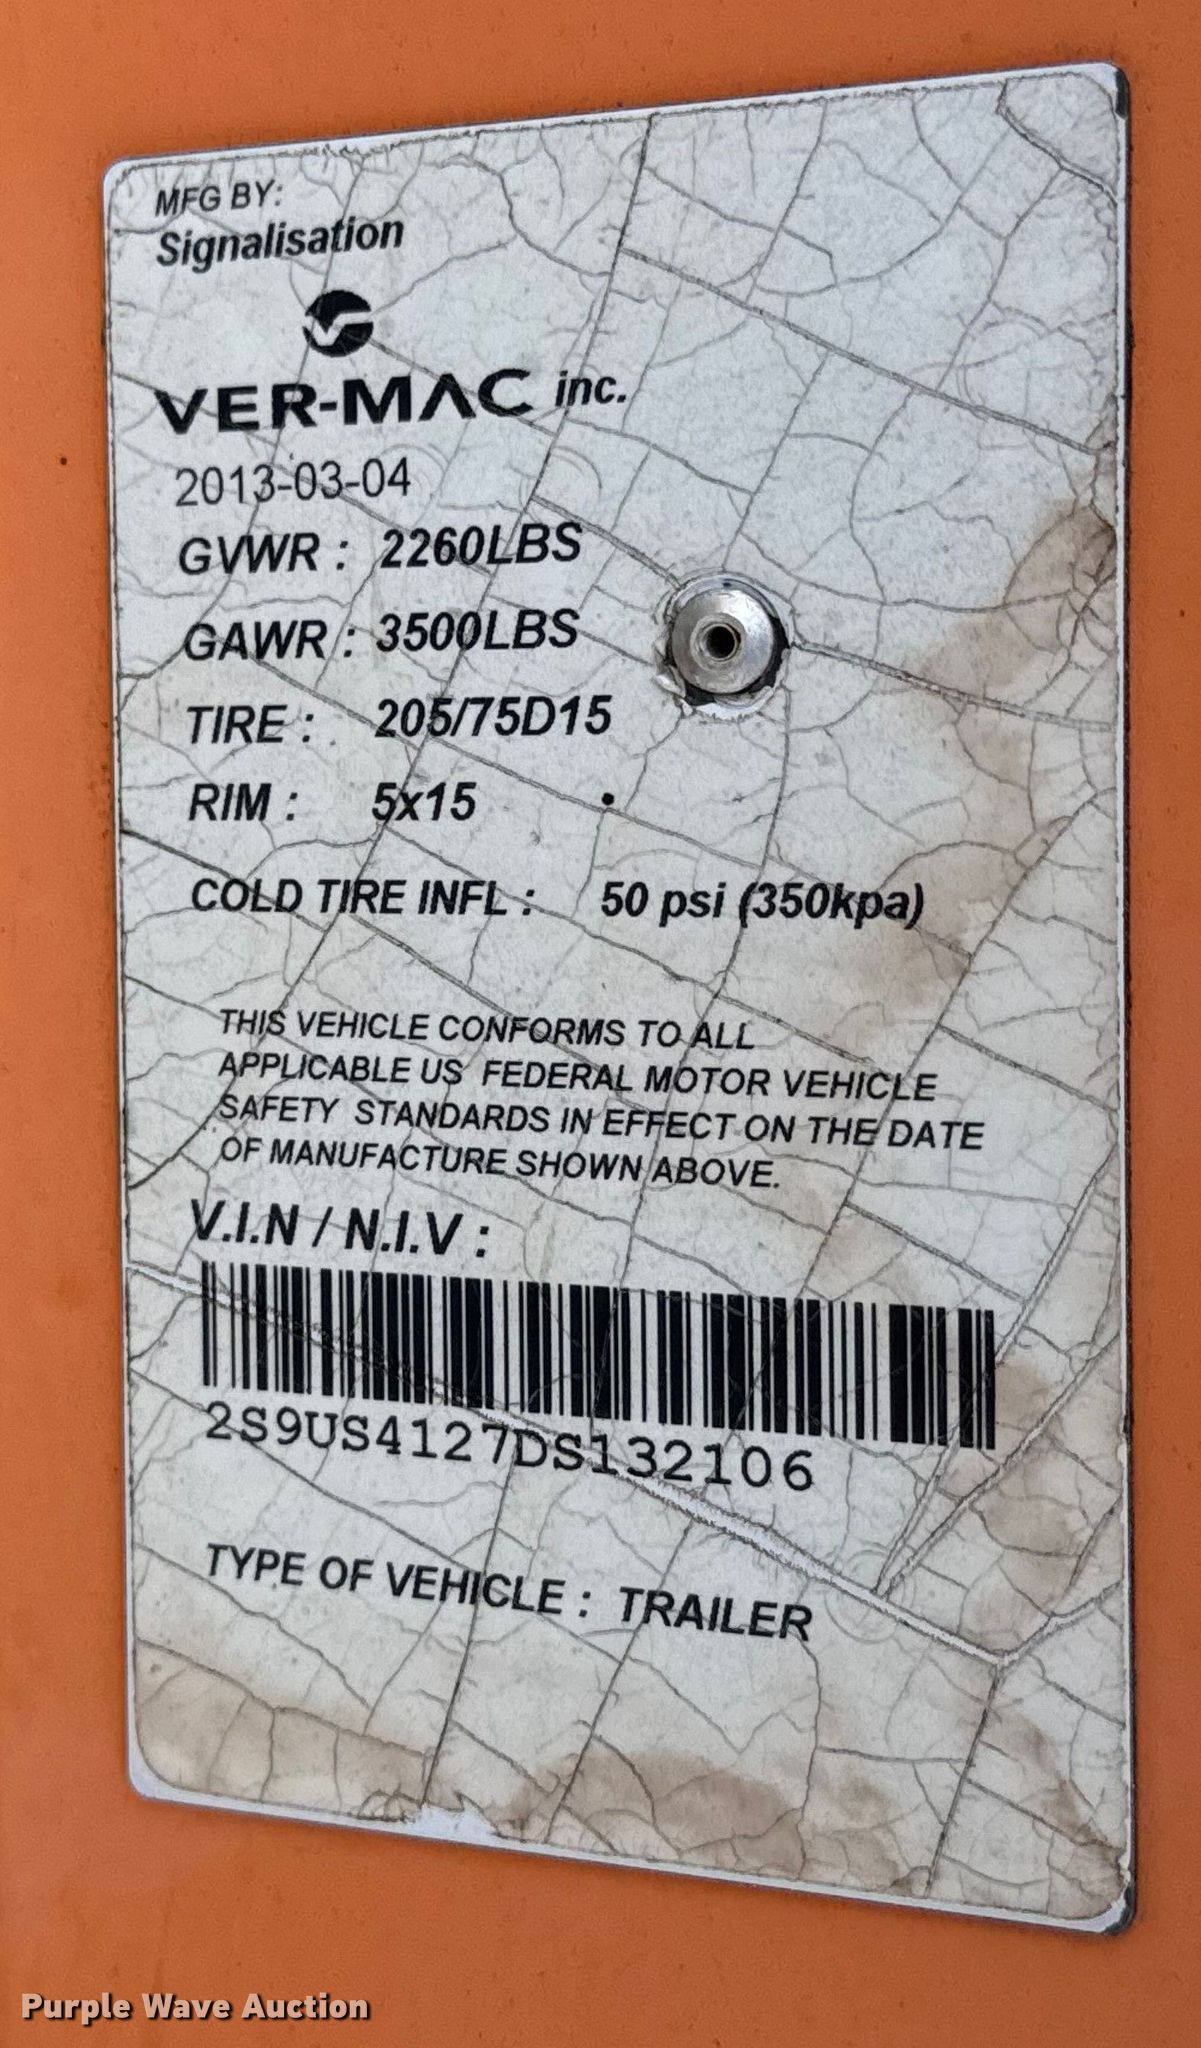 MFG BY:
Signalisation
VER-MAC inc.
2013-03-04
GVWR : 2260LBS
GAWR : 3500LBS
TIRE : 205/75D15
RIM : 5x15
COLD TIRE INFL : 50 psi (350kpa)
THIS VEHICLE CONFORMS TO ALL
APPLICABLE US FEDERAL MOTOR VEHICLE
SAFETY STANDARDS IN EFFECT ON THE DATE
OF MANUFACTURE SHOWN ABOVE.
V.I.N / N.I.V :
2S9US4127DS132106
TYPE OF VEHICLE : TRAILER
Purple Wave Auction